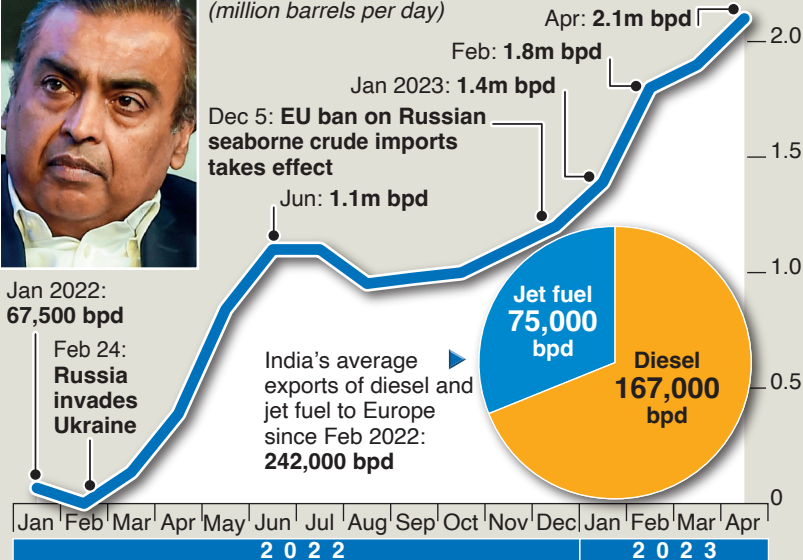 (million barrels per day)
Apr: 2.1m bpd
Feb: 1.8m bpd
Jan 2023: 1.4m bpd
Dec 5: EU ban on Russian
seaborne crude imports
takes effect
Jun: 1.1m bpd
Jan 2022:
67,500 bpd
Feb 24:
Russia
invades
Ukraine
India's average
exports of diesel and
jet fuel to Europe
since Feb 2022:
242,000 bpd
Jet fuel
75,000
bpd
Diesel
167,000
bpd
2.0
1.5
1.0
0.5
0
Jan Feb Mar Apr May Jun Jul Aug Sep Oct Nov Dec Jan Feb Mar Apr
2022 2023